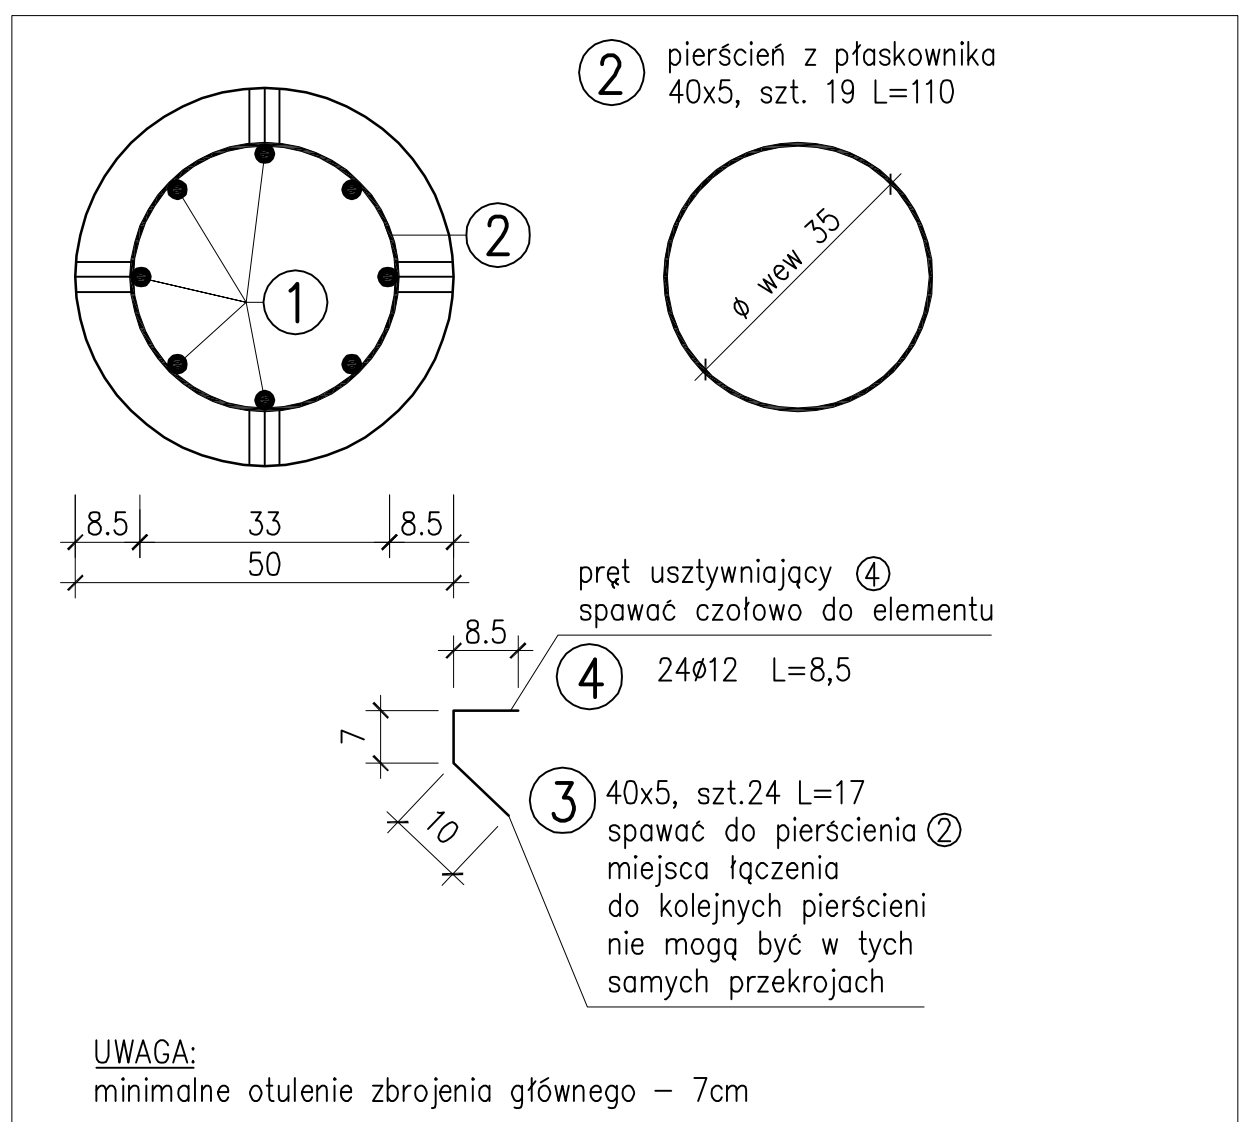 2
pierścień z płaskownika
40x5, szt. 19 L=110
2
1
ø wew 35
8.5 33 8.5
50
pręt usztywniający 4
spawać czołowo do elementu
8.5
4
24ø12 L=8,5
7
10
3
40x5, szt.24 L=17
spawać do pierścienia 2
miejsca łączenia
do kolejnych pierścieni
nie mogą być w tych
samych przekrojach
UWAGA:
minimalne otulenie zbrojenia głównego – 7cm